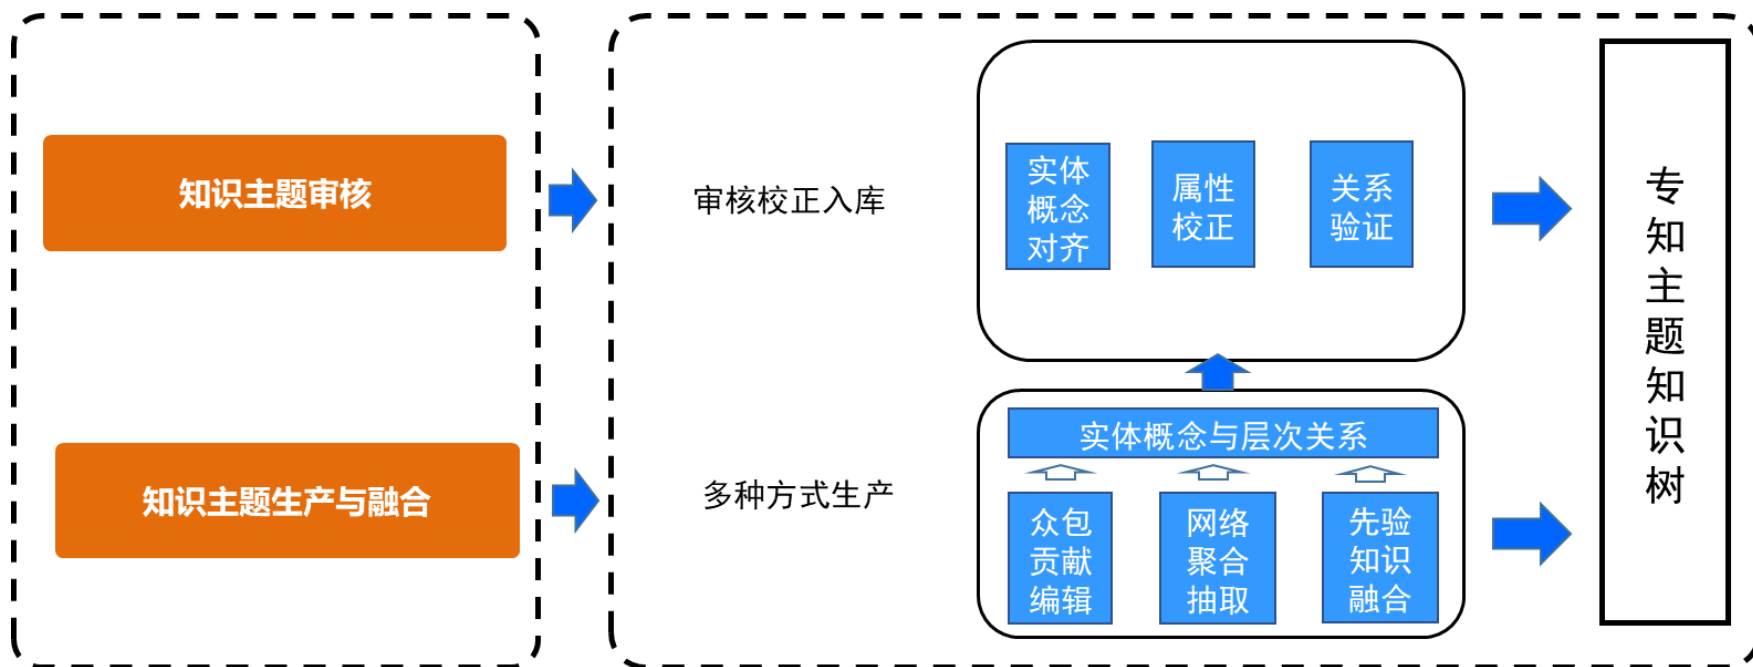 知识主题审核
审核校正入库
实体
概念
对齐
属性
校正
关系
验证
知识主题生产与融合
多种方式生产
实体概念与层次关系
众包
贡献
编辑
网络
聚合
抽取
先验
知识
融合
专知主题知识树